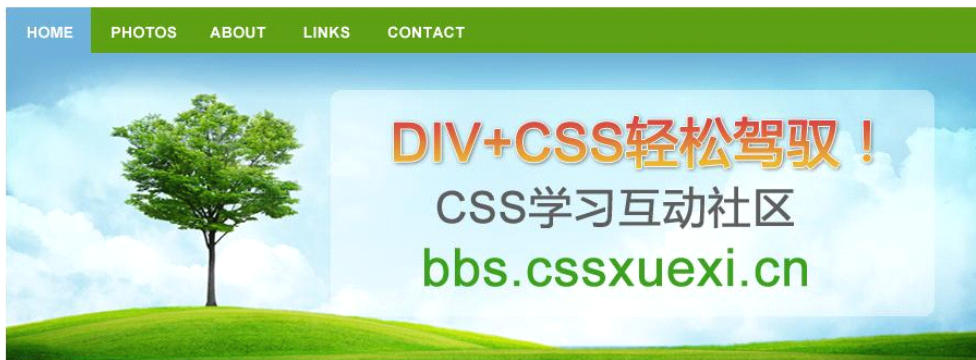 HOME PHOTOS ABOUT LINKS CONTACT
DIV+CSS轻松驾驭！
CSS学习互动社区
bbs.cssxuexi.cn